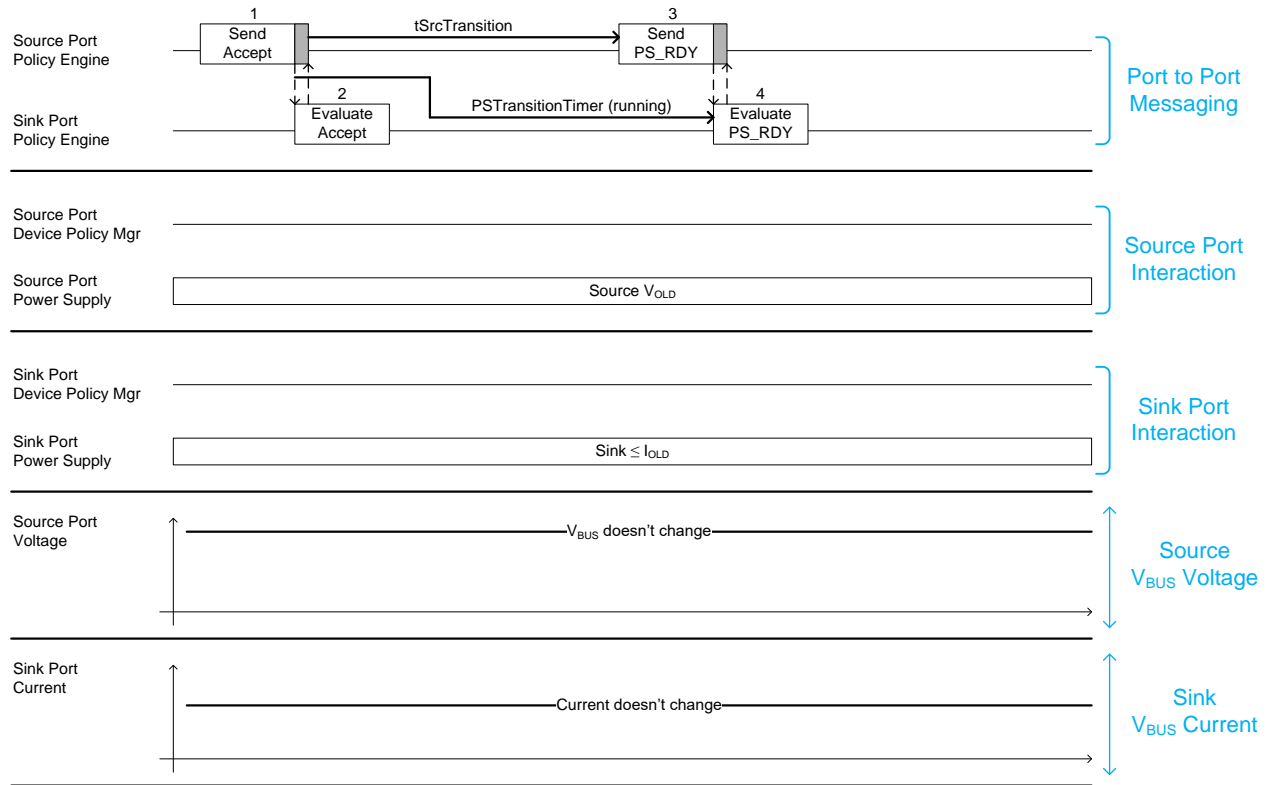 1
Send
Accept
tSrcTransition
3
Send
PS_RDY
Source Port
Policy Engine
Port to Port
Messaging
2
Evaluate
Accept
PSTransitionTimer (running)
4
Evaluate
PS_RDY
Sink Port
Policy Engine
Source Port
Device Policy Mgr
Source Port
Interaction
Source Port
Power Supply
Source VOLD
Sink Port
Device Policy Mgr
Sink Port
Interaction
Sink Port
Power Supply
Sink ≤ IOLD
Source Port
Voltage
VBUS doesn't change
Source
VBUS Voltage
Sink Port
Current
Current doesn't change
Sink
VBUS Current